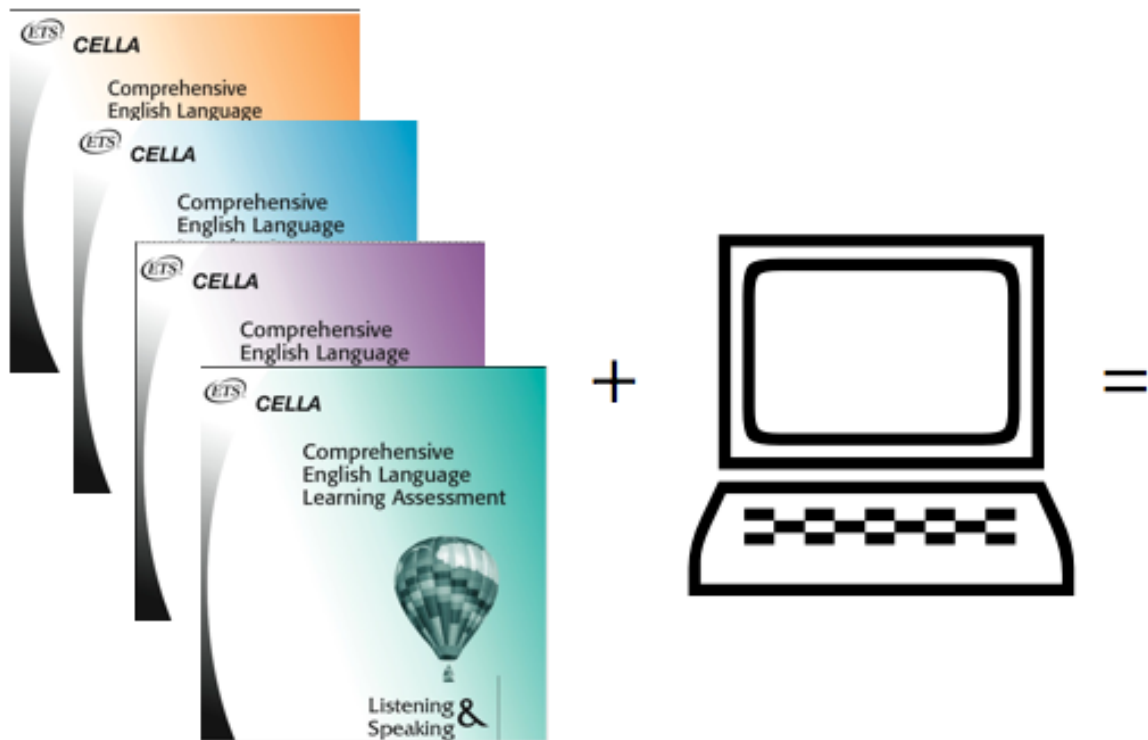 ETS CELLA
Comprehensive
English Language
ETS CELLA
Comprehensive
English Language
ETS CELLA
Comprehensive
English Language
ETS CELLA
Comprehensive
English Language
Learning Assessment
Listening &
Speaking
+
=